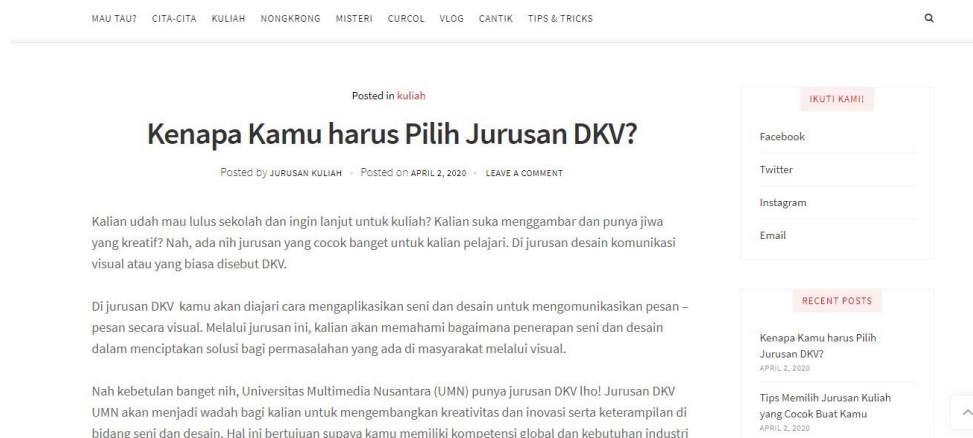 MAU TAU? CITA-CITA KULIAH NONGKRONG MISTERI CURCOL VLOG CANTIK TIPS & TRICKS
Posted in kuliah
Kenapa Kamu harus Pilih Jurusan DKV?
Posted by JURUSAN KULIAH Posted on APRIL 2, 2020 LEAVE A COMMENT
Kalian udah mau lulus sekolah dan ingin lanjut untuk kuliah? Kalian suka menggambar dan punya jiwa
yang kreatif? Nah, ada nih jurusan yang cocok banget untuk kalian pelajari. Di jurusan desain komunikasi
visual atau yang biasa disebut DKV.
Di jurusan DKV kamu akan diajari cara mengaplikasikan seni dan desain untuk mengomunikasikan pesan –
pesan secara visual. Melalui jurusan ini, kalian akan memahami bagaimana penerapan seni dan desain
dalam menciptakan solusi bagi permasalahan yang ada di masyarakat melalui visual.
Nah kebetulan banget nih, Universitas Multimedia Nusantara (UMN) punya jurusan DKV lho! Jurusan DKV
UMN akan menjadi wadah bagi kalian untuk mengembangkan kreativitas dan inovasi serta keterampilan di
bidang seni dan desain. Hal ini bertujuan supaya kamu memiliki kompetensi global dan kebutuhan industri
IKUTI KAMI!
Facebook
Twitter
Instagram
Email
RECENT POSTS
Kenapa Kamu harus Pilih
Jurusan DKV?
APRIL 2, 2020
Tips Memilih Jurusan Kuliah
yang Cocok Buat Kamu
APRIL 2, 2020